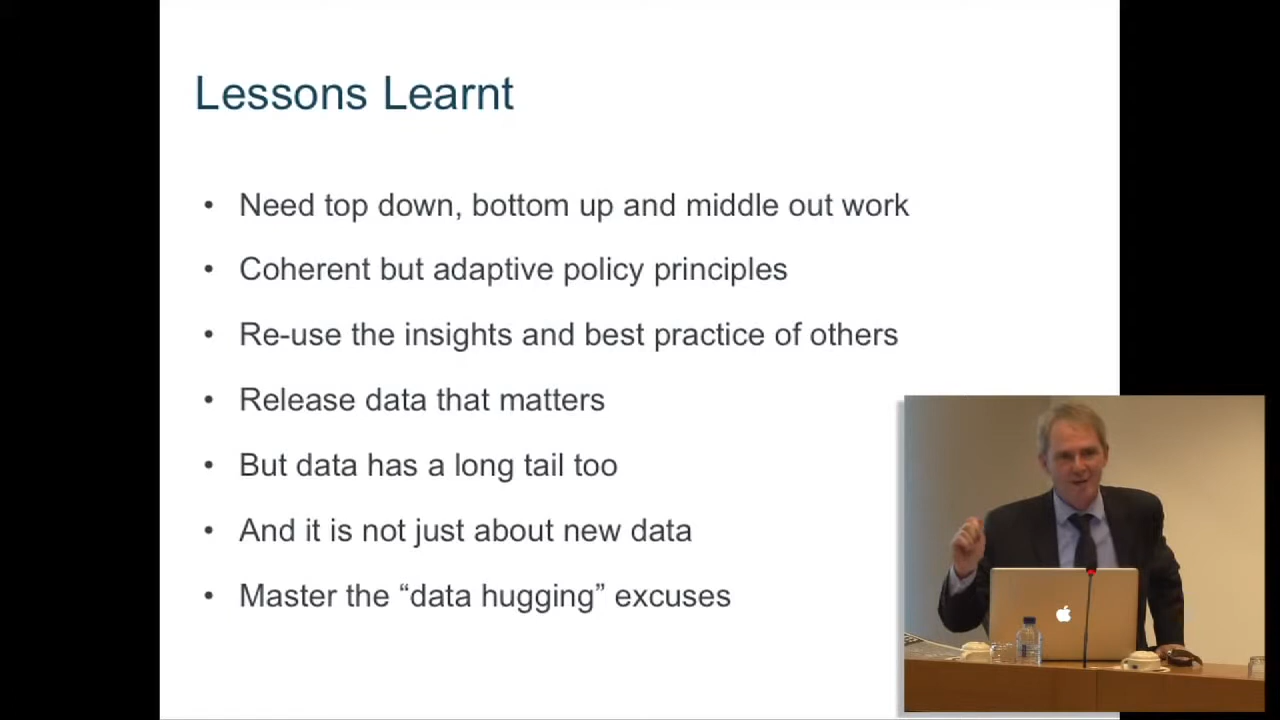 Lessons Learnt
• Need top down, bottom up and middle out work
• Coherent but adaptive policy principles
• Re-use the insights and best practice of others
• Release data that matters
• But data has a long tail too
• And it is not just about new data
• Master the “data hugging” excuses